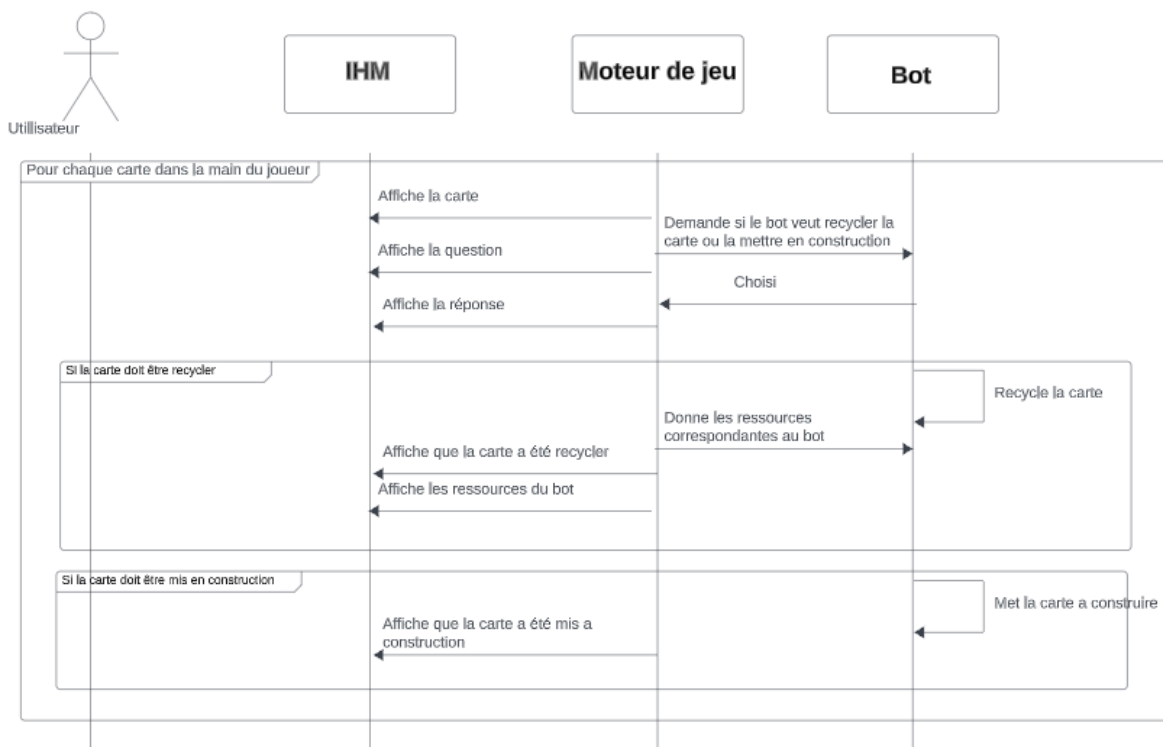 IHM
Moteur de jeu
Bot
Utillisateur
Pour chaque carte dans la main du joueur
Affiche la carte
Demande si le bot veut recycler la
carte ou la mettre en construction
Affiche la question
Choisi
Affiche la réponse
Si la carte doit être recycler
Recycle la carte
Donne les ressources
correspondantes au bot
Affiche que la carte a été recycler
Affiche les ressources du bot
Si la carte doit être mis en construction
Met la carte a construire
Affiche que la carte a été mis a
construction